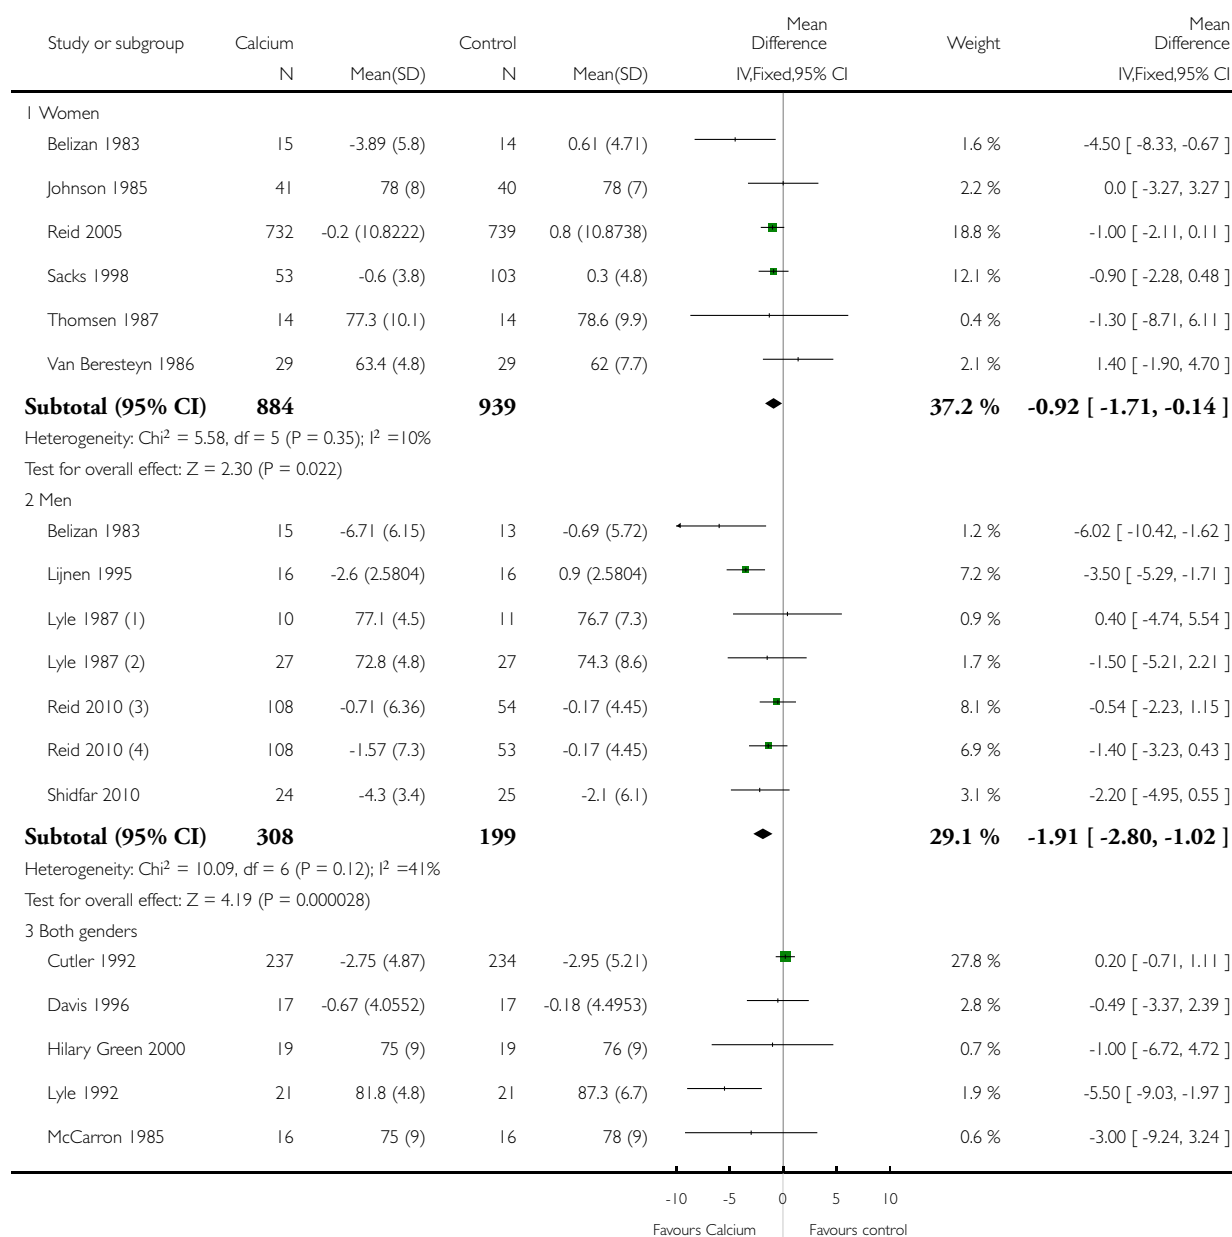 Study or subgroup Calcium Control Mean Difference Weight Mean Difference
N Mean(SD) N Mean(SD) IV,Fixed,95% CI IV,Fixed,95% CI
1 Women
Belizan 1983 15 -3.89 (5.8) 14 0.61 (4.71) 1.6 % -4.50 [ -8.33, -0.67 ]
Johnson 1985 41 78 (8) 40 78 (7) 2.2 % 0.0 [ -3.27, 3.27 ]
Reid 2005 732 -0.2 (10.8222) 739 0.8 (10.8738) 18.8 % -1.00 [ -2.11, 0.11 ]
Sacks 1998 53 -0.6 (3.8) 103 0.3 (4.8) 12.1 % -0.90 [ -2.28, 0.48 ]
Thomsen 1987 14 77.3 (10.1) 14 78.6 (9.9) 0.4 % -1.30 [ -8.71, 6.11 ]
Van Beresteyn 1986 29 63.4 (4.8) 29 62 (7.7) 2.1 % 1.40 [ -1.90, 4.70 ]
Subtotal (95% CI) 884 939 37.2 % -0.92 [ -1.71, -0.14 ]
Heterogeneity: Chi² = 5.58, df = 5 (P = 0.35); I² =10%
Test for overall effect: Z = 2.30 (P = 0.022)
2 Men
Belizan 1983 15 -6.71 (6.15) 13 -0.69 (5.72) 1.2 % -6.02 [ -10.42, -1.62 ]
Lijnen 1995 16 -2.6 (2.5804) 16 0.9 (2.5804) 7.2 % -3.50 [ -5.29, -1.71 ]
Lyle 1987 (1) 10 77.1 (4.5) 11 76.7 (7.3) 0.9 % 0.40 [ -4.74, 5.54 ]
Lyle 1987 (2) 27 72.8 (4.8) 27 74.3 (8.6) 1.7 % -1.50 [ -5.21, 2.21 ]
Reid 2010 (3) 108 -0.71 (6.36) 54 -0.17 (4.45) 8.1 % -0.54 [ -2.23, 1.15 ]
Reid 2010 (4) 108 -1.57 (7.3) 53 -0.17 (4.45) 6.9 % -1.40 [ -3.23, 0.43 ]
Shidfar 2010 24 -4.3 (3.4) 25 -2.1 (6.1) 3.1 % -2.20 [ -4.95, 0.55 ]
Subtotal (95% CI) 308 199 29.1 % -1.91 [ -2.80, -1.02 ]
Heterogeneity: Chi² = 10.09, df = 6 (P = 0.12); I² =41%
Test for overall effect: Z = 4.19 (P = 0.000028)
3 Both genders
Cutler 1992 237 -2.75 (4.87) 234 -2.95 (5.21) 27.8 % 0.20 [ -0.71, 1.11 ]
Davis 1996 17 -0.67 (4.0552) 17 -0.18 (4.4953) 2.8 % -0.49 [ -3.37, 2.39 ]
Hilary Green 2000 19 75 (9) 19 76 (9) 0.7 % -1.00 [ -6.72, 4.72 ]
Lyle 1992 21 81.8 (4.8) 21 87.3 (6.7) 1.9 % -5.50 [ -9.03, -1.97 ]
McCarron 1985 16 75 (9) 16 78 (9) 0.6 % -3.00 [ -9.24, 3.24 ]
-10 -5 0 5 10
Favours Calcium Favours control